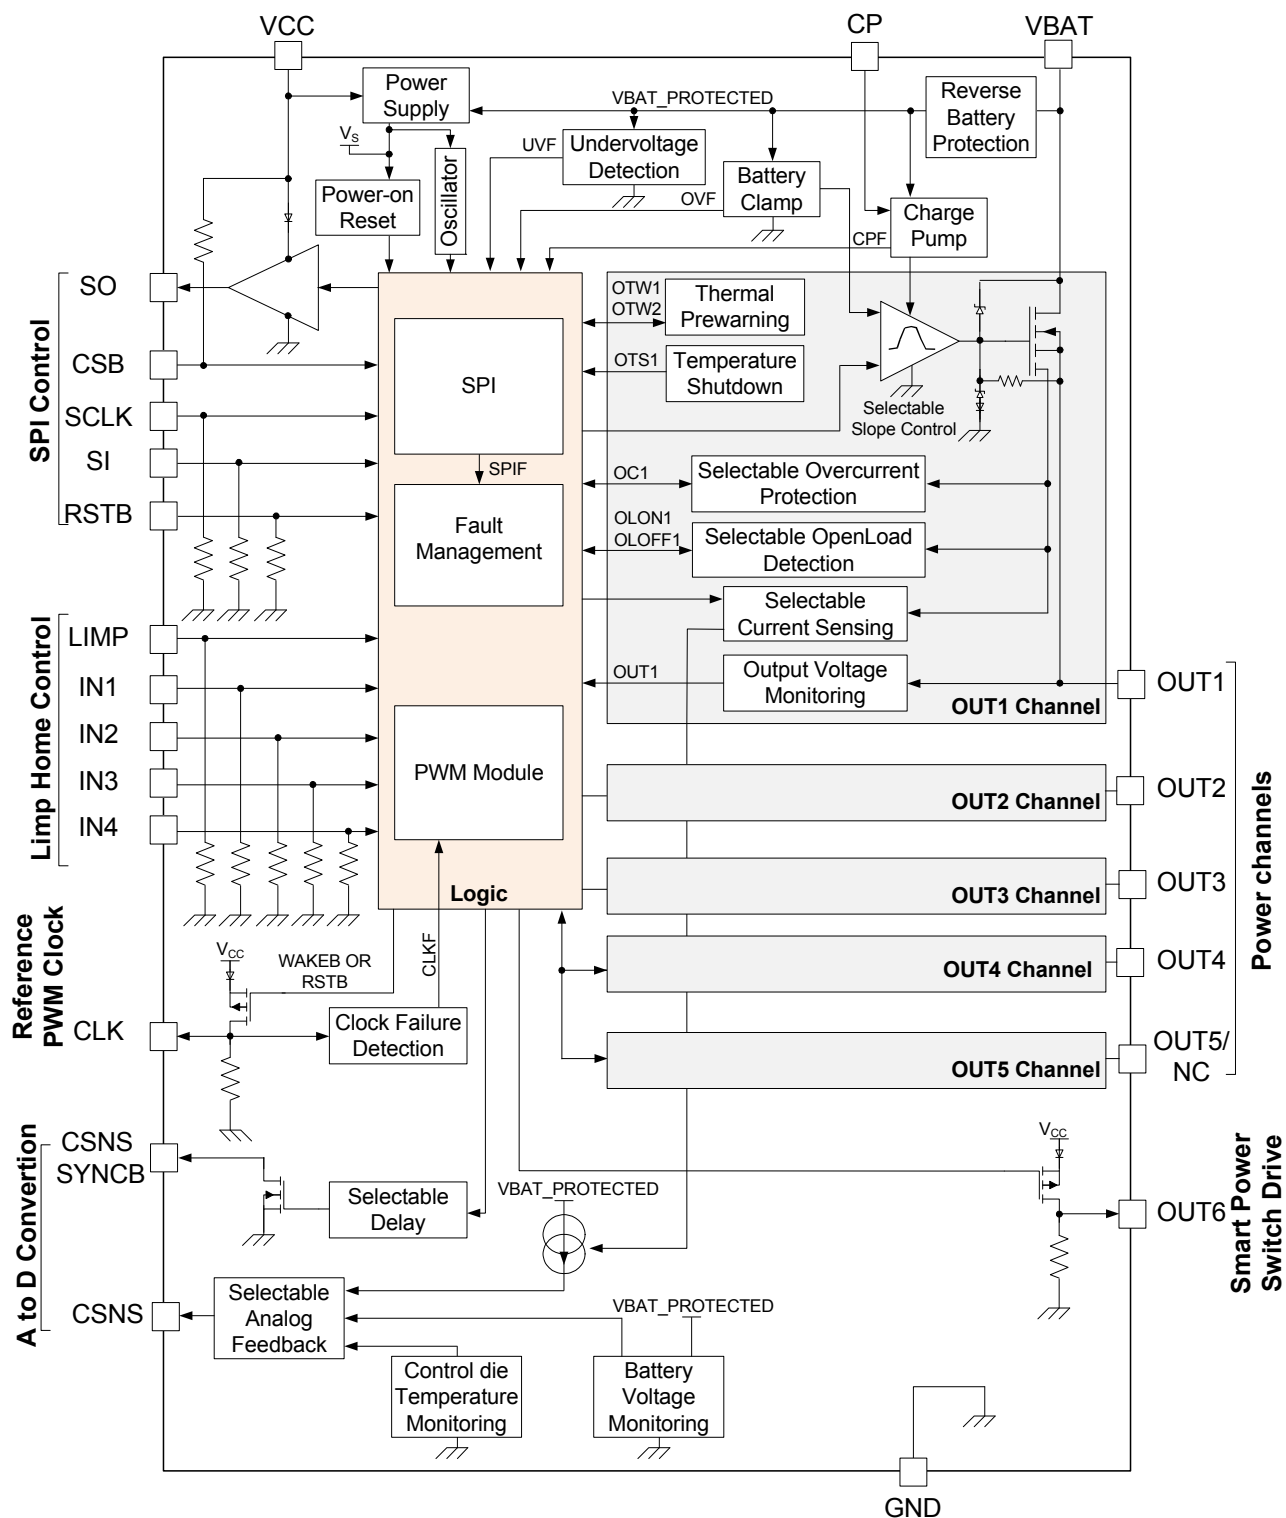 VCC
CP
VBAT
Power
Supply
VBAT_PROTECTED
Reverse
Battery
Protection
VS
UVF
Undervoltage
Detection
Oscillator
Power-on
Reset
OVF
Battery
Clamp
Charge
Pump
CPF
SPI Control
SO
CSB
SCLK
SI
RSTB
SPI
SPIF
Fault
Management
OTW1
OTW2
Thermal
Prewarning
OTS1
Temperature
Shutdown
Selectable
Slope Control
OC1
Selectable Overcurrent
Protection
OLON1
OLOFF1
Selectable OpenLoad
Detection
Selectable
Current Sensing
OUT1
Output Voltage
Monitoring
OUT1 Channel
Limp Home Control
LIMP
IN1
IN2
IN3
IN4
PWM Module
Logic
OUT2 Channel
OUT3 Channel
OUT4 Channel
OUT5 Channel
OUT1
OUT2
OUT3
OUT4
OUT5/
NC
Power channels
Reference
PWM Clock
CLK
VCC
WAKEB OR
RSTB
CLKF
Clock Failure
Detection
A to D Convertion
CSNS
SYNCB
Selectable
Delay
VBAT_PROTECTED
VCC
OUT6
Smart Power
Switch Drive
CSNS
Selectable
Analog
Feedback
VBAT_PROTECTED
Control die
Temperature
Monitoring
Battery
Voltage
Monitoring
GND